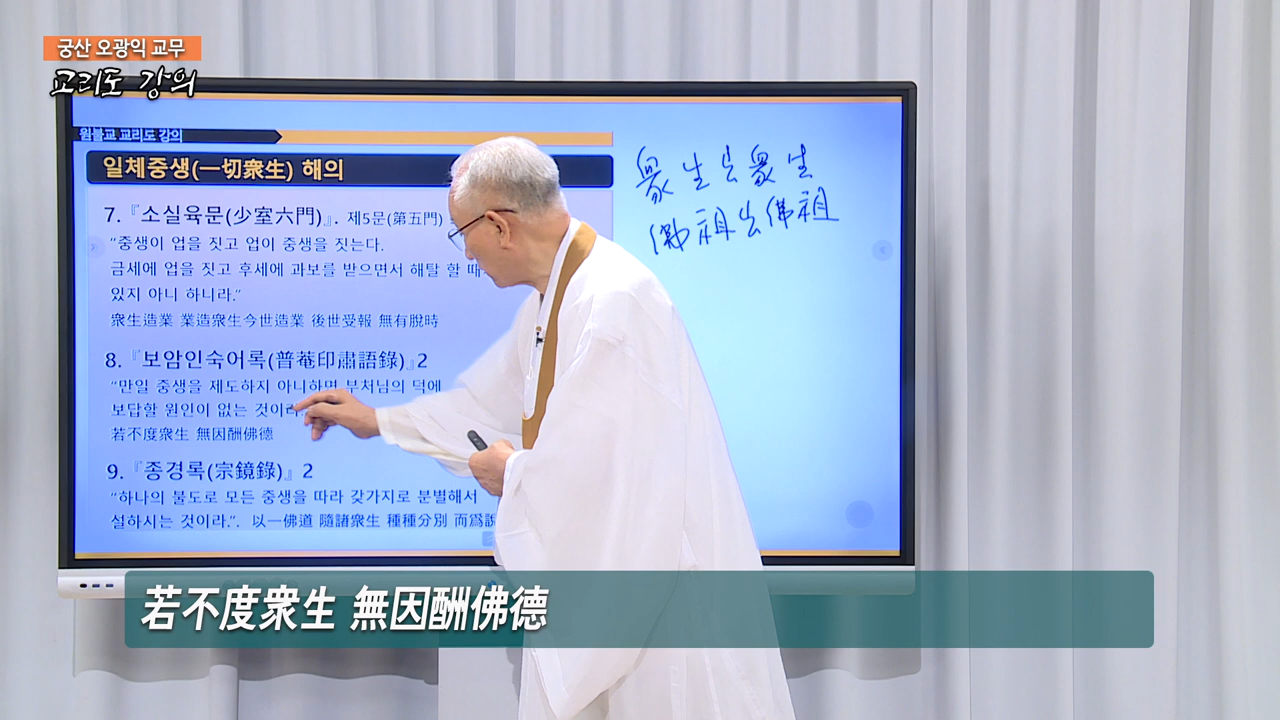 궁산 오광익 교무
교리도 강의
원불교 교리도 강의
일체중생(一切衆生) 해의
7. 『소실육문(少室六門)』. 제5문(第五門)
“중생이 업을 짓고 업이 중생을 짓는다.
금세에 업을 짓고 후세에 과보를 받으면서 해탈 할 때
있지 아니 하니라.”
衆生造業 業造衆生今世造業 後世受報 無有脫時
8. 『보암인숙어록(普菴印肅語錄)』2
“만일 중생을 제도하지 아니하면 부처님의 덕에
보답할 원인이 없는 것이라
若不度衆生 無因酬佛德
9. 『종경록(宗鏡錄)』 2
“하나의 불도로 모든 중생을 따라 갖가지로 분별해서
설하시는 것이라.”. 以一佛道 隨諸衆生 種種分別 而爲說
衆生 衆生
佛祖 佛祖
若不度衆生 無因酬佛德